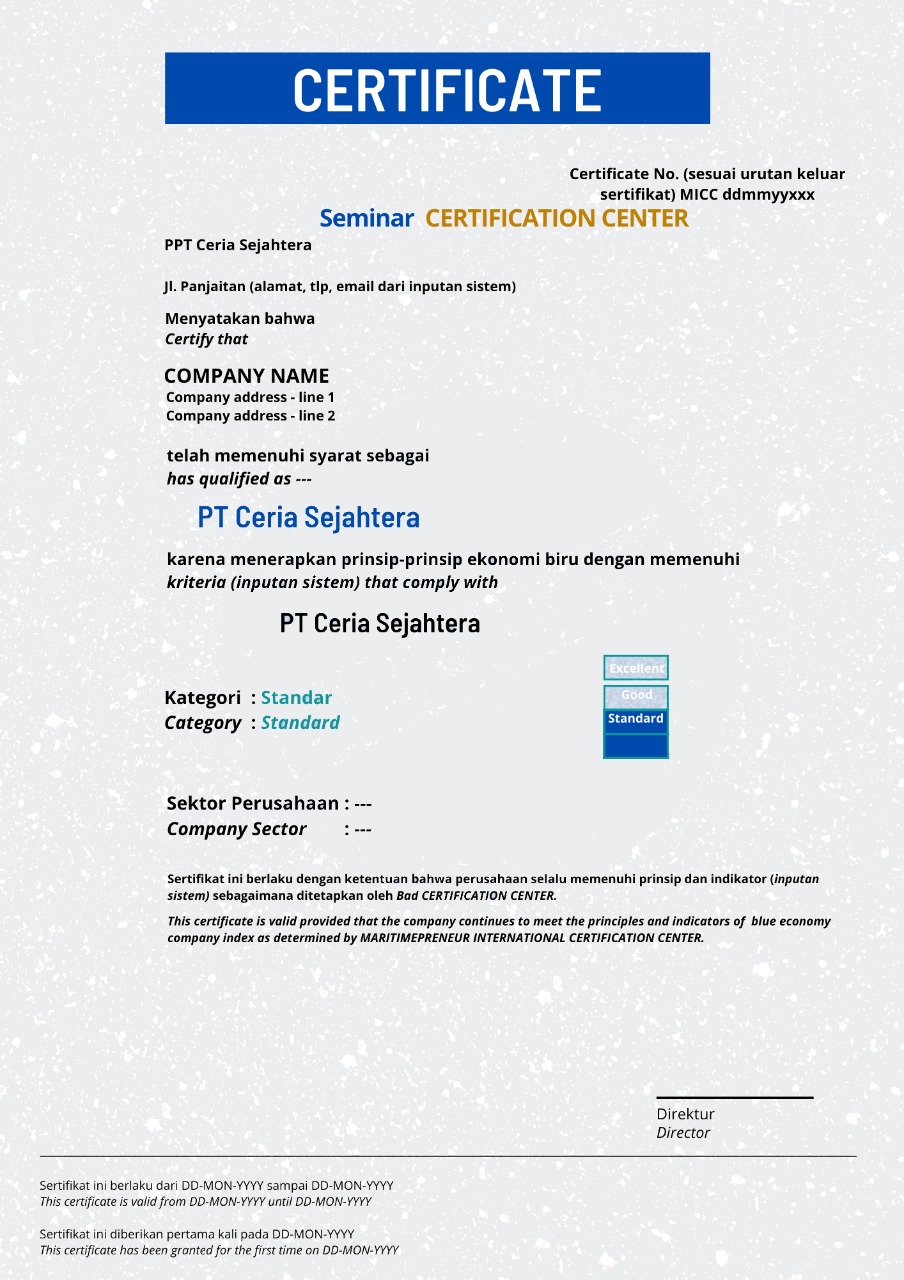 CERTIFICATE
Certificate No. (sesuai urutan keluar
sertifikat) MICC ddmmyyxxx
Seminar CERTIFICATION CENTER
PPT Ceria Sejahtera
Jl. Panjaitan (alamat, tlp, email dari inputan sistem)
Menyatakan bahwa
Certify that
COMPANY NAME
Company address - line 1
Company address - line 2
telah memenuhi syarat sebagai
has qualified as ---
PT Ceria Sejahtera
karena menerapkan prinsip-prinsip ekonomi biru dengan memenuhi
kriteria (inputan sistem) that comply with
PT Ceria Sejahtera
Excellent
Good
Standard
Kategori : Standar
Category : Standard
Sektor Perusahaan : ---
Company Sector : ---
Sertifikat ini berlaku dengan ketentuan bahwa perusahaan selalu memenuhi prinsip dan indikator (inputan
sistem) sebagaimana ditetapkan oleh Bad CERTIFICATION CENTER.
This certificate is valid provided that the company continues to meet the principles and indicators of blue economy
company index as determined by MARITIMEPRENEUR INTERNATIONAL CERTIFICATION CENTER.
Direktur
Director
Sertifikat ini berlaku dari DD-MON-YYYY sampai DD-MON-YYYY
This certificate is valid from DD-MON-YYYY until DD-MON-YYYY
Sertifikat ini diberikan pertama kali pada DD-MON-YYYY
This certificate has been granted for the first time on DD-MON-YYYY